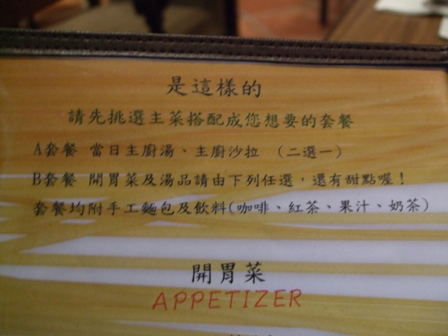 是這樣的
請先挑選主菜搭配成您想要的套餐
A套餐 當日主廚湯、主廚沙拉 (二選一)
B套餐 開胃菜及湯品請由下列任選，還有甜點喔！
套餐均附手工麵包及飲料(咖啡、紅茶、果汁、奶茶)
開胃菜
APPETIZER